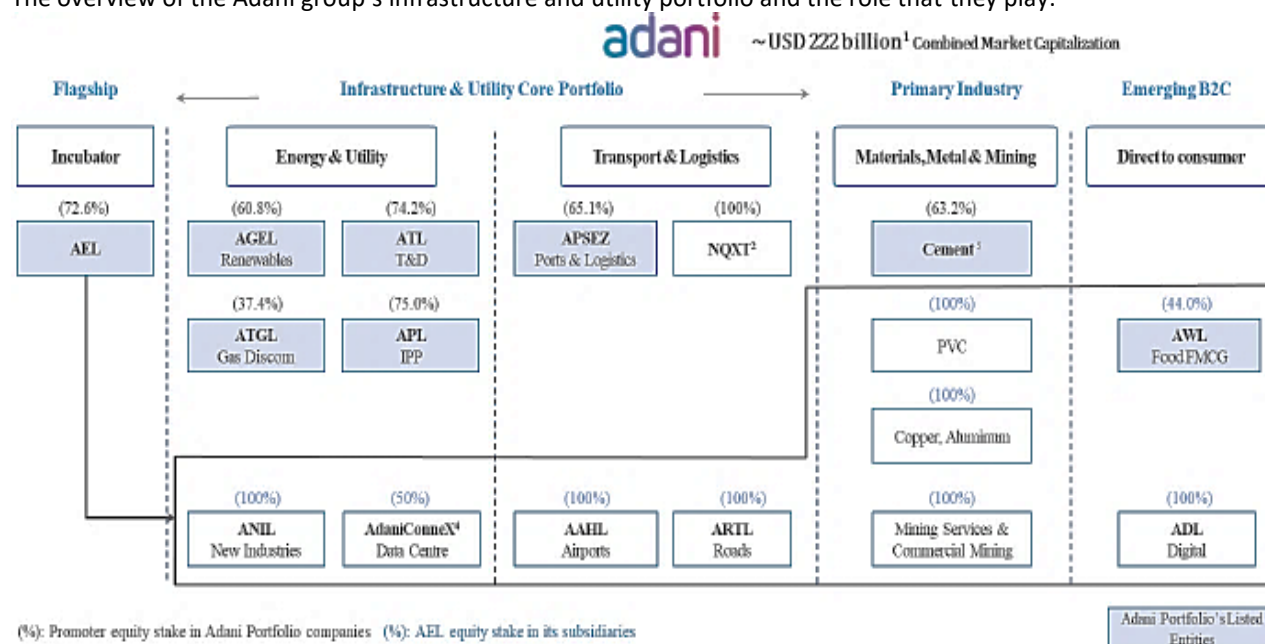 The overview of the Adani group's infrastructure and utility portfolio and the role that they play:
adani ~USD 222 billion¹ Combined Market Capitalization
Flagship Infrastructure & Utility Core Portfolio Primary Industry Emerging B2C
Incubator Energy & Utility Transport & Logistics Materials, Metal & Mining Direct to consumer
(72.6%) (60.8%) (74.2%) (65.1%) (100%) (63.2%)
AEL AGEL ATL APSEZ NQXT² Cement⁵
Renewables T&D Ports & Logistics
(37.4%) (75.0%) (100%) (44.0%)
ATGL APL PVC AWL
Gas Discom IPP Food FMCG
(100%)
Copper, Aluminum
(100%) (50%) (100%) (100%) (100%) (100%)
ANIL AdaniConneX⁴ AAHL ARTL Mining Services & ADL
New Industries Data Centre Airports Roads Commercial Mining Digital
(%): Promoter equity stake in Adani Portfolio companies (%): AEL equity stake in its subsidiaries
Adani Portfolio's Listed
Entities